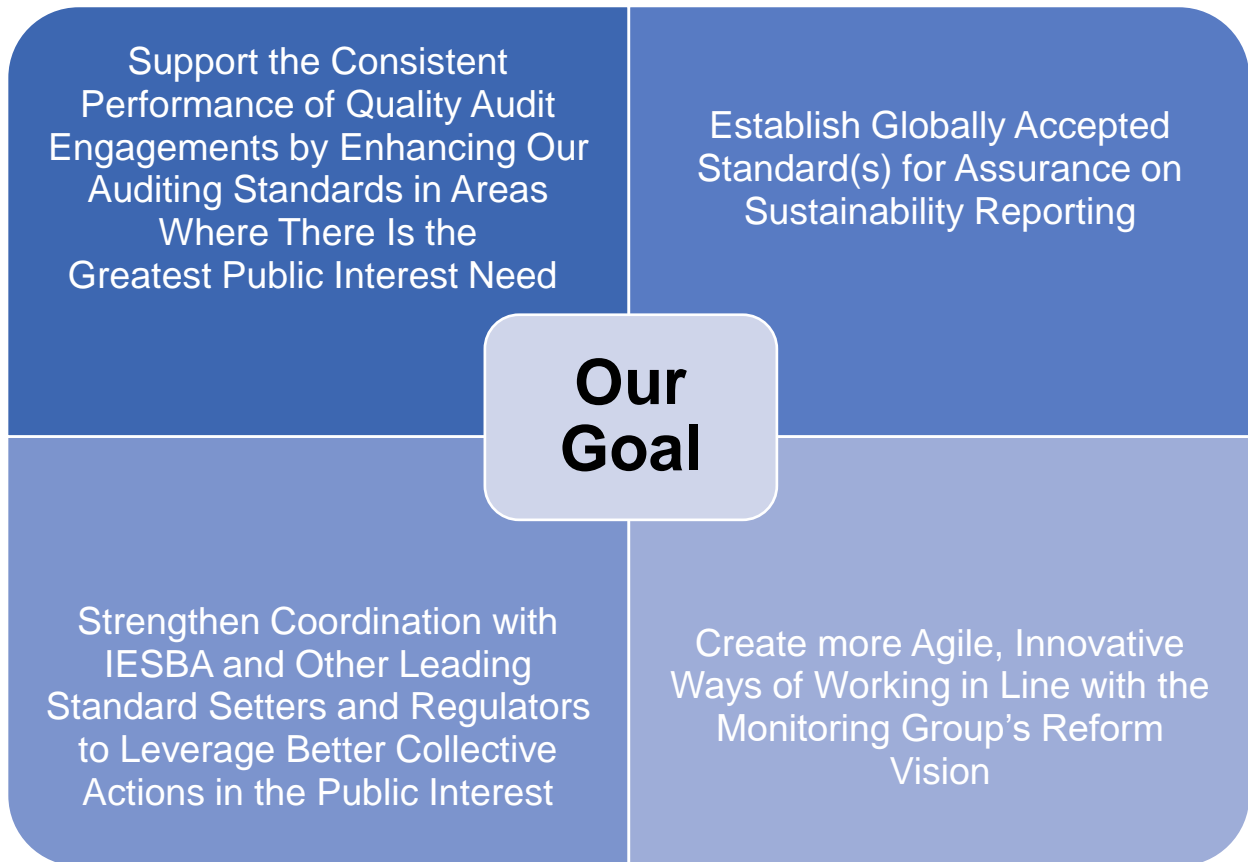 Support the Consistent
Performance of Quality Audit
Engagements by Enhancing Our
Auditing Standards in Areas
Where There Is the
Greatest Public Interest Need
Establish Globally Accepted
Standard(s) for Assurance on
Sustainability Reporting
Our
Goal
Strengthen Coordination with
IESBA and Other Leading
Standard Setters and Regulators
to Leverage Better Collective
Actions in the Public Interest
Create more Agile, Innovative
Ways of Working in Line with the
Monitoring Group's Reform
Vision